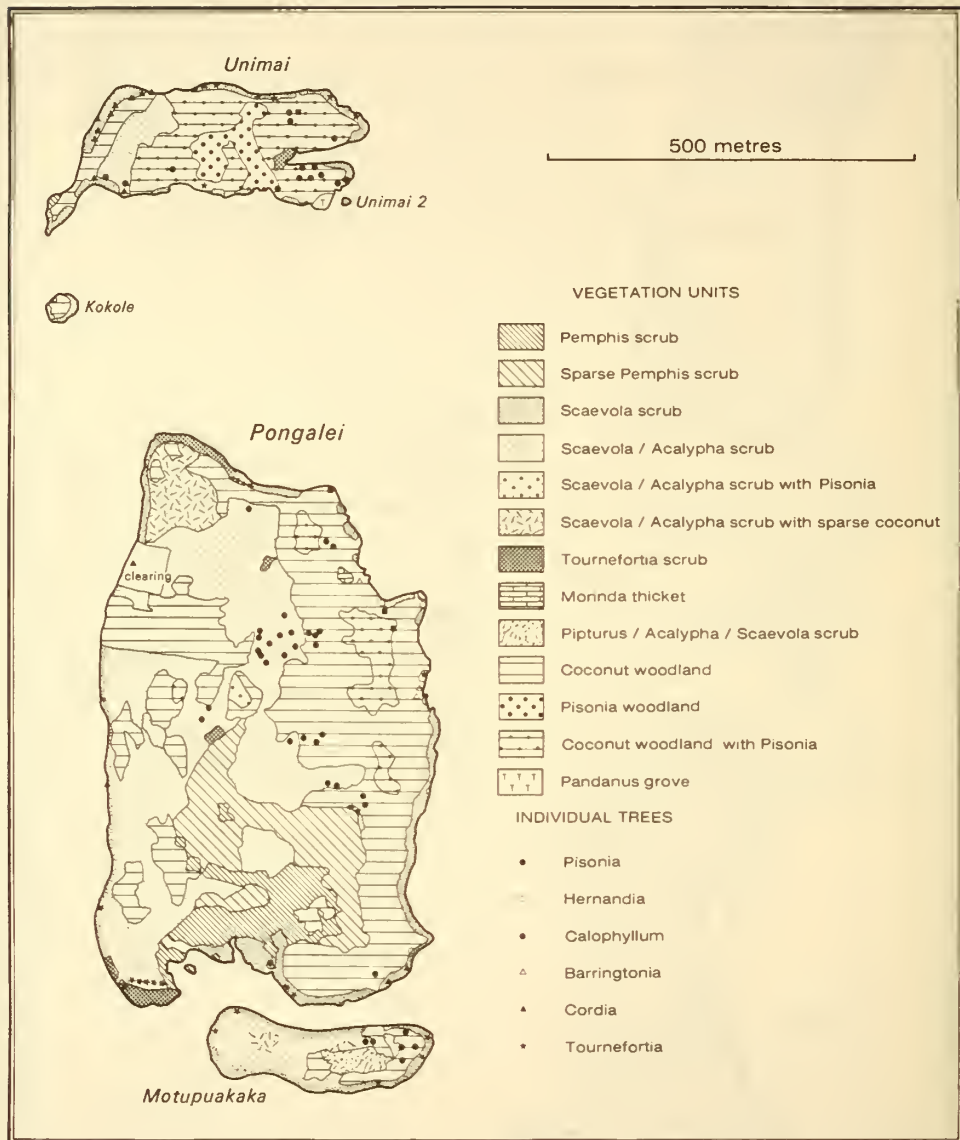 Unimai
500 metres
Unimai 2
Kokole
Pongalei
clearing
Motupuakaka
VEGETATION UNITS
Pemphis scrub
Sparse Pemphis scrub
Scaevola scrub
Scaevola / Acalypha scrub
Scaevola / Acalypha scrub with Pisonia
Scaevola / Acalypha scrub with sparse coconut
Tournefortia scrub
Morinda thicket
Pipturus / Acalypha / Scaevola scrub
Coconut woodland
Pisonia woodland
Coconut woodland with Pisonia
Pandanus grove
INDIVIDUAL TREES
Pisonia
Hernandia
Calophyllum
Barringtonia
Cordia
Tournefortia